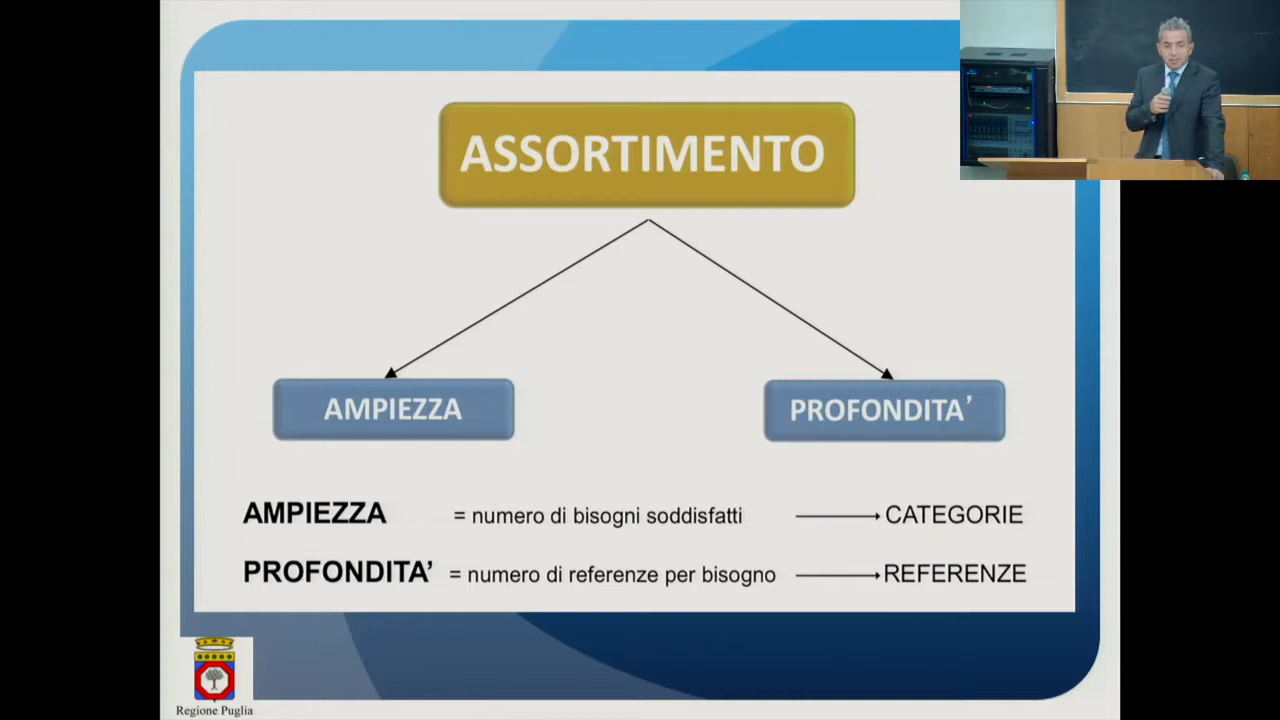 ASSORTIMENTO
AMPIEZZA
PROFONDITA’
AMPIEZZA = numero di bisogni soddisfatti CATEGORIE
PROFONDITA’ = numero di referenze per bisogno REFERENZE
Regione Puglia